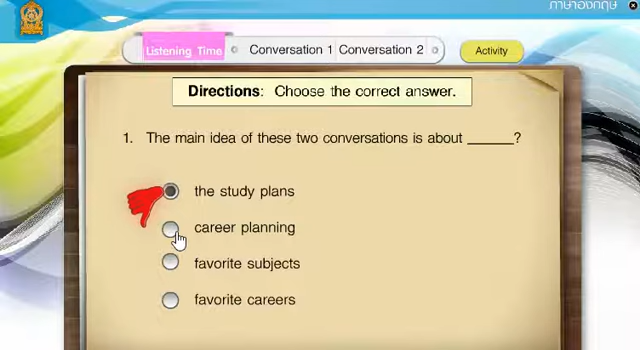 ภาษาอังกฤษ
Listening Time
Conversation 1
Conversation 2
Activity
Directions: Choose the correct answer.
1. The main idea of these two conversations is about ______?
the study plans
career planning
favorite subjects
favorite careers